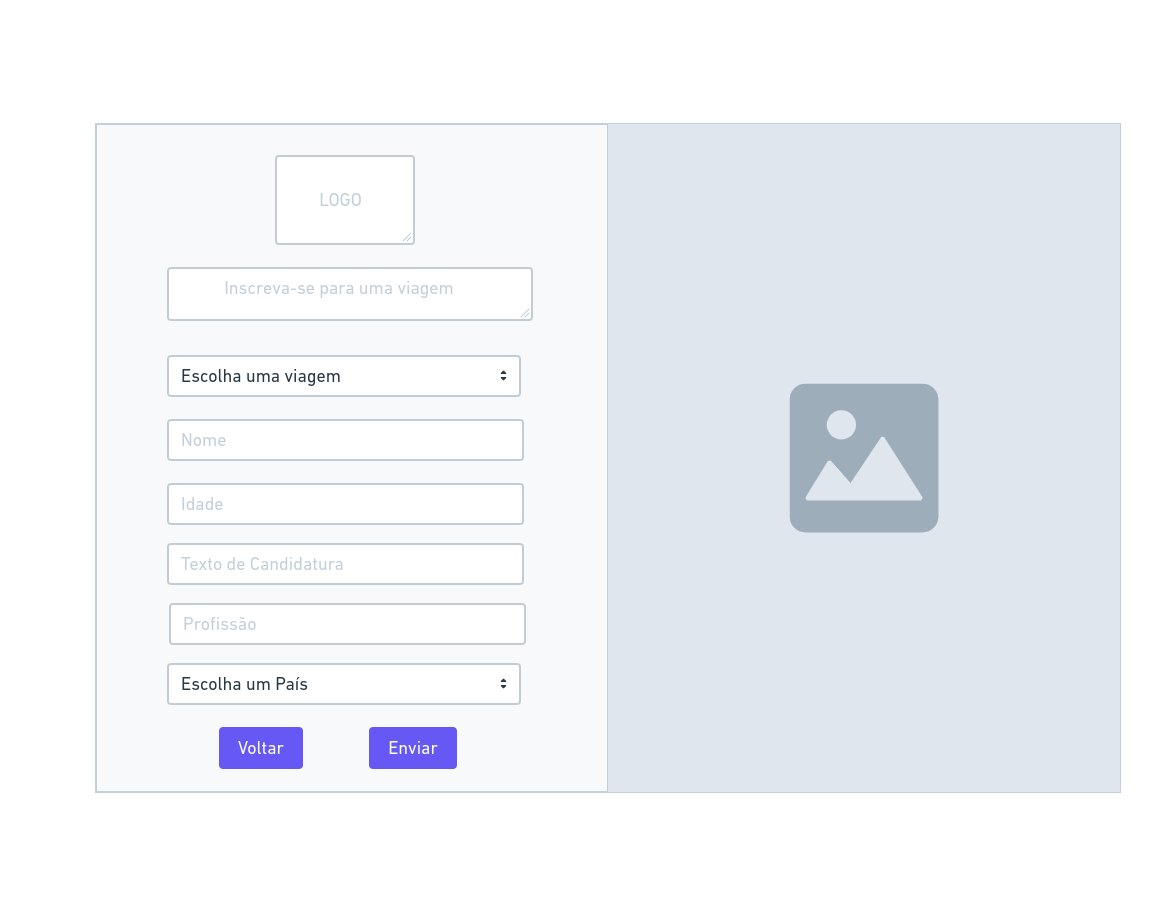 LOGO
Inscreva-se para uma viagem
Escolha uma viagem
Nome
Idade
Texto de Candidatura
Profissão
Escolha um País
Voltar
Enviar